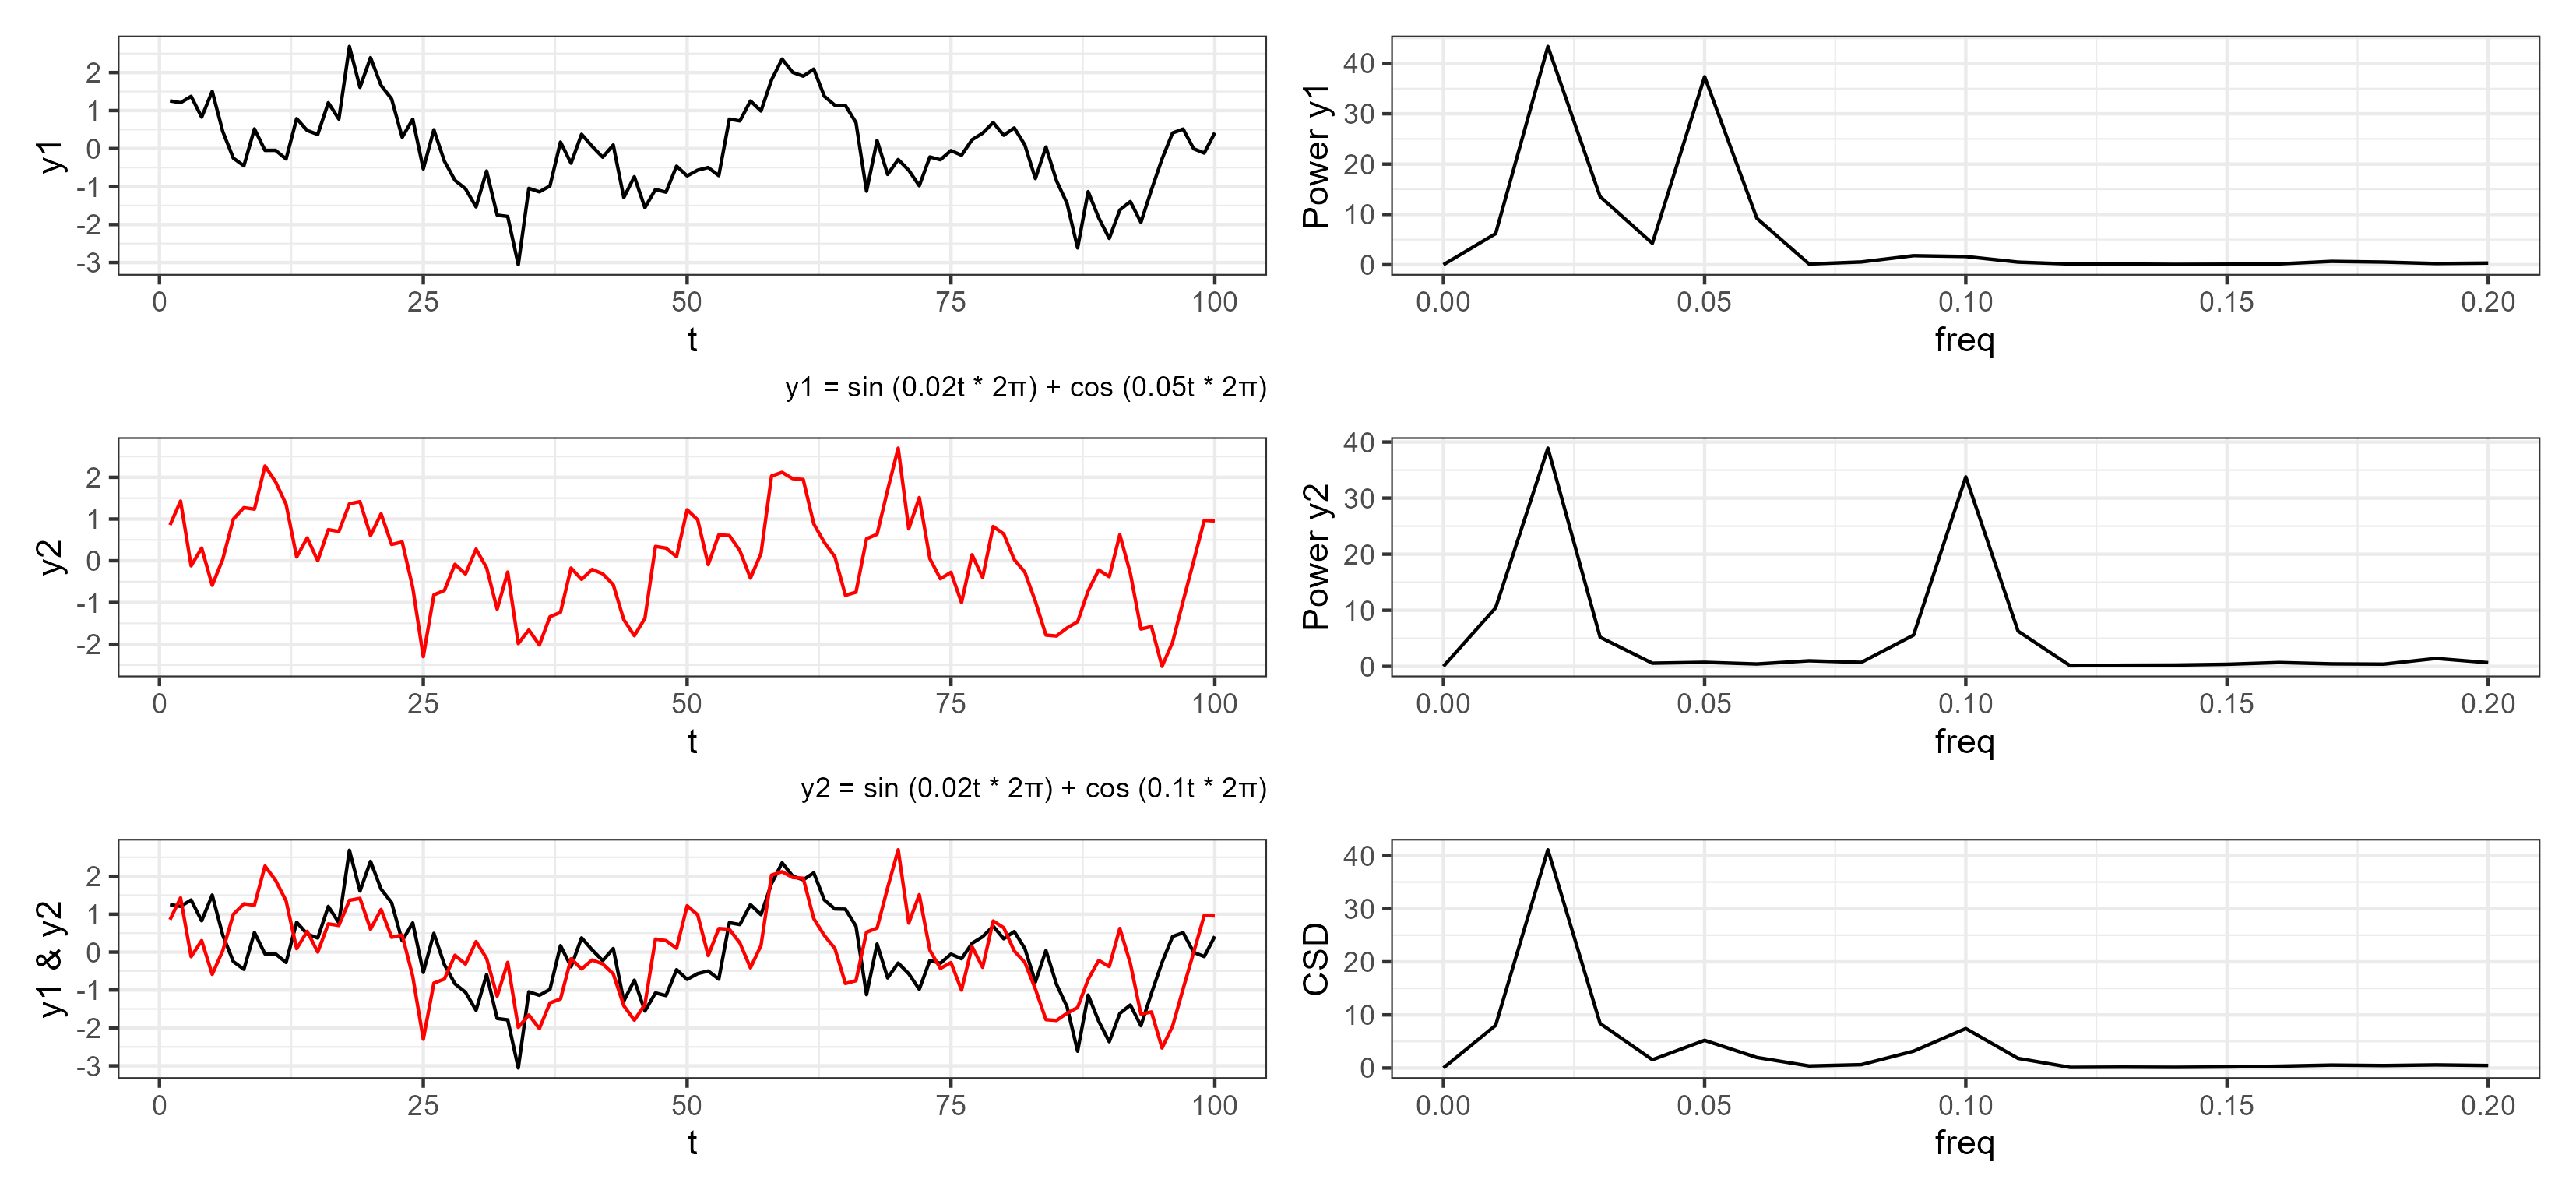 y1
2
1
0
-1
-2
-3
0 25 50 75 100
t
y1 = sin (0.02t * 2π) + cos (0.05t * 2π)
Power y1
40
30
20
10
0
0.00 0.05 0.10 0.15 0.20
freq
y2
2
1
0
-1
-2
0 25 50 75 100
t
y2 = sin (0.02t * 2π) + cos (0.1t * 2π)
Power y2
40
30
20
10
0
0.00 0.05 0.10 0.15 0.20
freq
y1 & y2
2
1
0
-1
-2
-3
0 25 50 75 100
t
CSD
40
30
20
10
0
0.00 0.05 0.10 0.15 0.20
freq